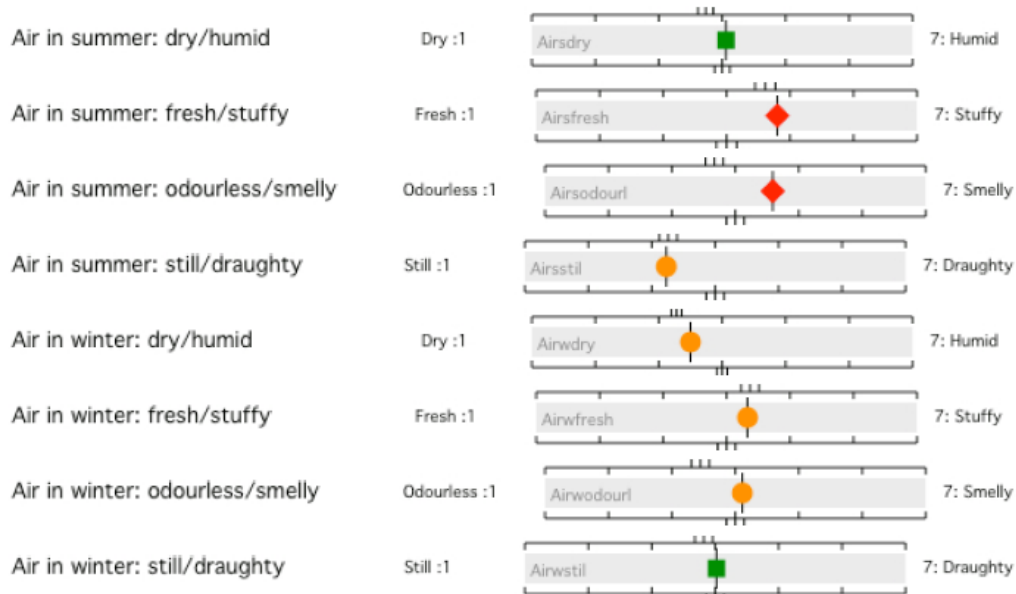 Air in summer: dry/humid Dry :1 Airsdry 7: Humid
Air in summer: fresh/stuffy Fresh :1 Airsfresh 7: Stuffy
Air in summer: odourless/smelly Odourless :1 Airsodourl 7: Smelly
Air in summer: still/draughty Still :1 Airsstil 7: Draughty
Air in winter: dry/humid Dry :1 Airwdry 7: Humid
Air in winter: fresh/stuffy Fresh :1 Airwfresh 7: Stuffy
Air in winter: odourless/smelly Odourless :1 Airwodourl 7: Smelly
Air in winter: still/draughty Still :1 Airwstil 7: Draughty